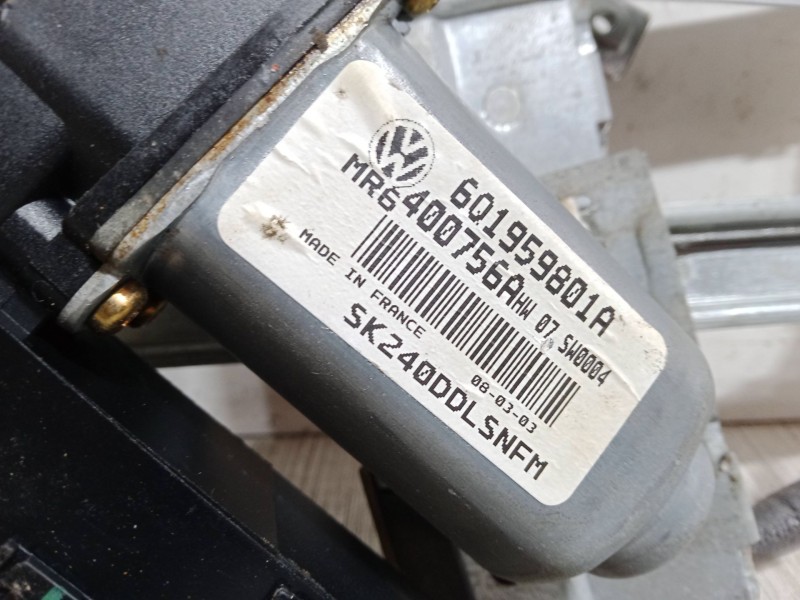 6Q1959801A
MR6400756A HW 07 SW0004
MADE IN FRANCE
08-03-03
SK240DDLSNFM